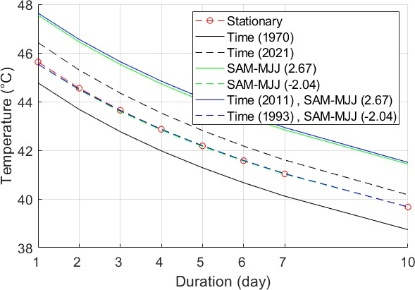 Stationary
Time (1970)
Time (2021)
SAM-MJJ (2.67)
SAM-MJJ (-2.04)
Time (2011) , SAM-MJJ (2.67)
Time (1993) , SAM-MJJ (-2.04)
Temperature (°C)
48
46
44
42
40
38
1 2 3 4 5 6 7 10
Duration (day)